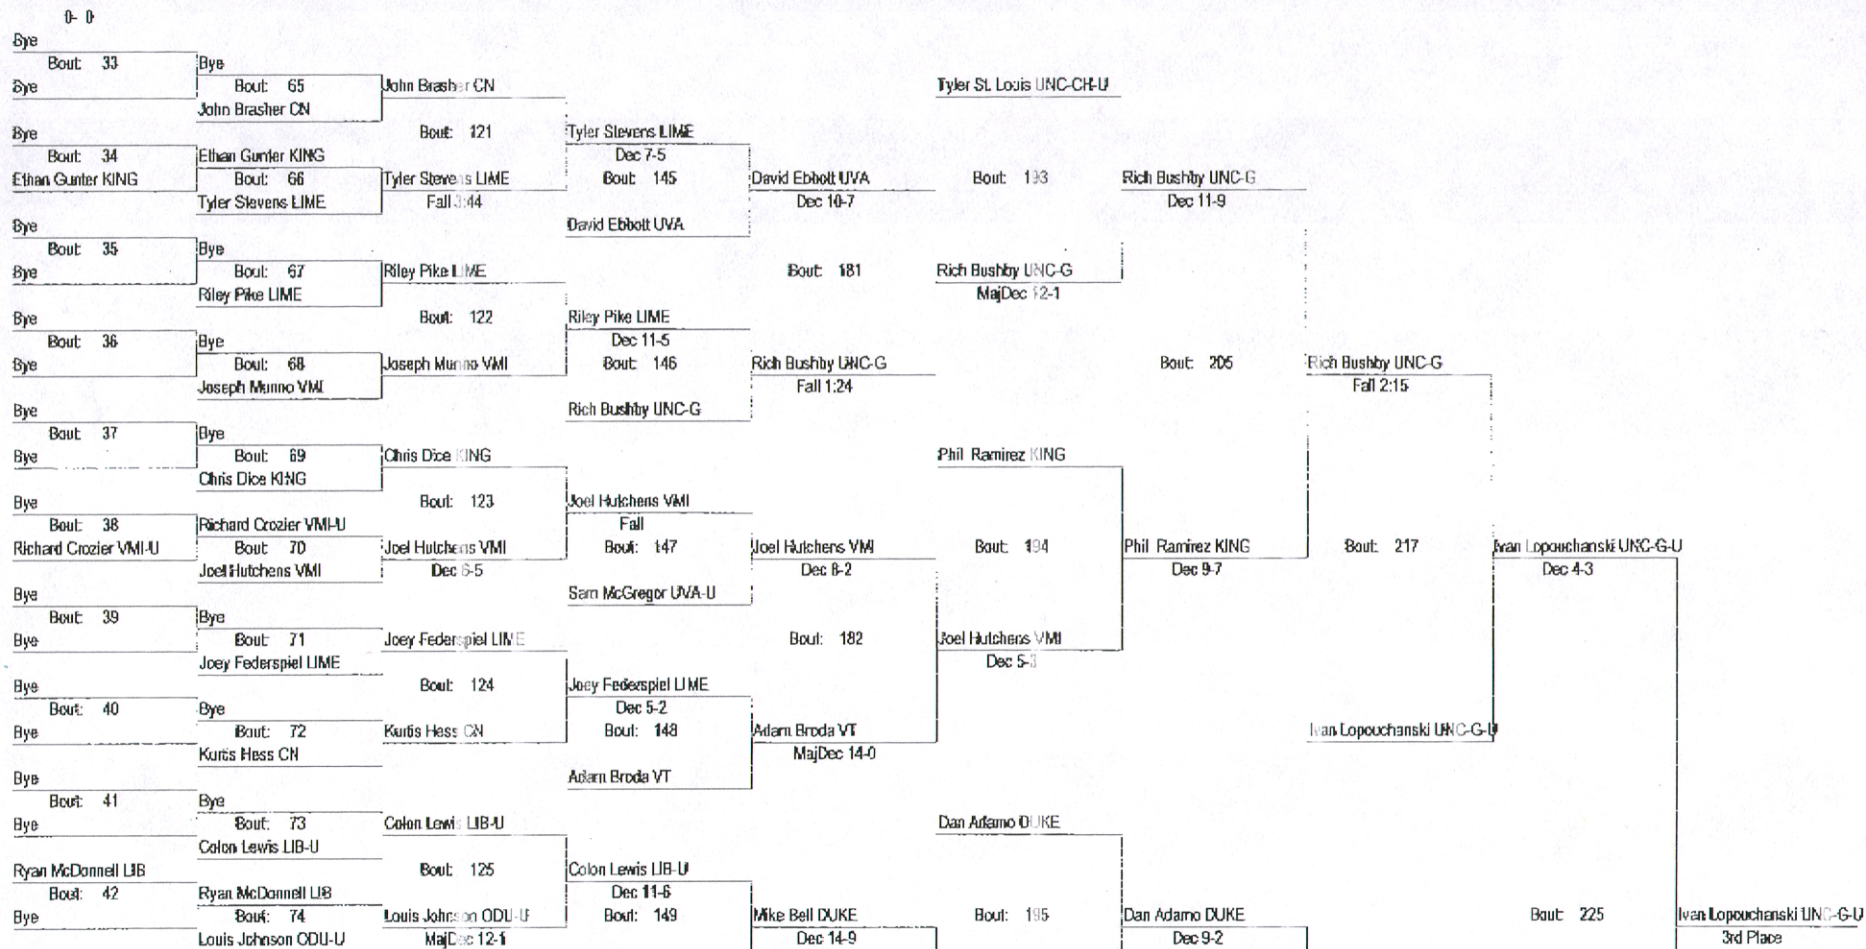 0- 0
Bye
Bout: 33 Bye
Bye Bout: 65 John Brasher CN Tyler St. Louis UNC-CH-U
John Brasher CN
Bye Bout: 121 Tyler Stevens LIME
Bout: 34 Ethan Gunter KING Dec 7-5
Ethan Gunter KING Bout: 66 Tyler Stevens LIME Bout: 145 David Ebbott UVA Bout: 193 Rich Bushby UNC-G
Tyler Stevens LIME Fall 3:44 Dec 10-7 Dec 11-9
Bye David Ebbott UVA
Bout: 35 Bye
Bye Bout: 67 Riley Pike LIME Bout: 181 Rich Bushby UNC-G
Riley Pike LIME MajDec 12-1
Bye Bout: 122 Riley Pike LIME
Bout: 36 Bye Dec 11-5
Bye Bout: 68 Joseph Munno VMI Bout: 146 Rich Bushby UNC-G Bout: 205 Rich Bushby UNC-G
Joseph Munno VMI Fall 1:24 Fall 2:15
Bye Rich Bushby UNC-G
Bout: 37 Bye
Bye Bout: 69 Chris Dice KING Phil Ramirez KING
Chris Dice KING
Bye Bout: 123 Joel Hutchens VMI
Bout: 38 Richard Crozier VMI-U Fall
Richard Crozier VMI-U Bout: 70 Joel Hutchens VMI Bout: 147 Joel Hutchens VMI Bout: 194 Phil Ramirez KING Bout: 217 Ivan Lopouchanski UNC-G-U
Joel Hutchens VMI Dec 6-5 Dec 8-2 Dec 9-7 Dec 4-3
Bye Sam McGregor UVA-U
Bout: 39 Bye
Bye Bout: 71 Joey Federspiel LIME Bout: 182 Joel Hutchens VMI
Joey Federspiel LIME Dec 5-3
Bye Bout: 124 Joey Federspiel LIME
Bout: 40 Bye Dec 5-2
Bye Bout: 72 Kurtis Hess CN Bout: 148 Adam Broda VT Ivan Lopouchanski UNC-G-U
Kurtis Hess CN MajDec 14-0
Bye Adam Broda VT
Bout: 41 Bye
Bye Bout: 73 Colon Lewis LIB-U Dan Adamo DUKE
Colon Lewis LIB-U
Ryan McDonnell LIB Bout: 125 Colon Lewis LIB-U
Bout: 42 Ryan McDonnell LIB Dec 11-6
Bye Bout: 74 Louis Johnson ODU-U Bout: 149 Mike Bell DUKE Bout: 195 Dan Adamo DUKE Bout: 225 Ivan Lopouchanski UNC-G-U
Louis Johnson ODU-U MajDec 12-1 Dec 14-9 Dec 9-2 3rd Place